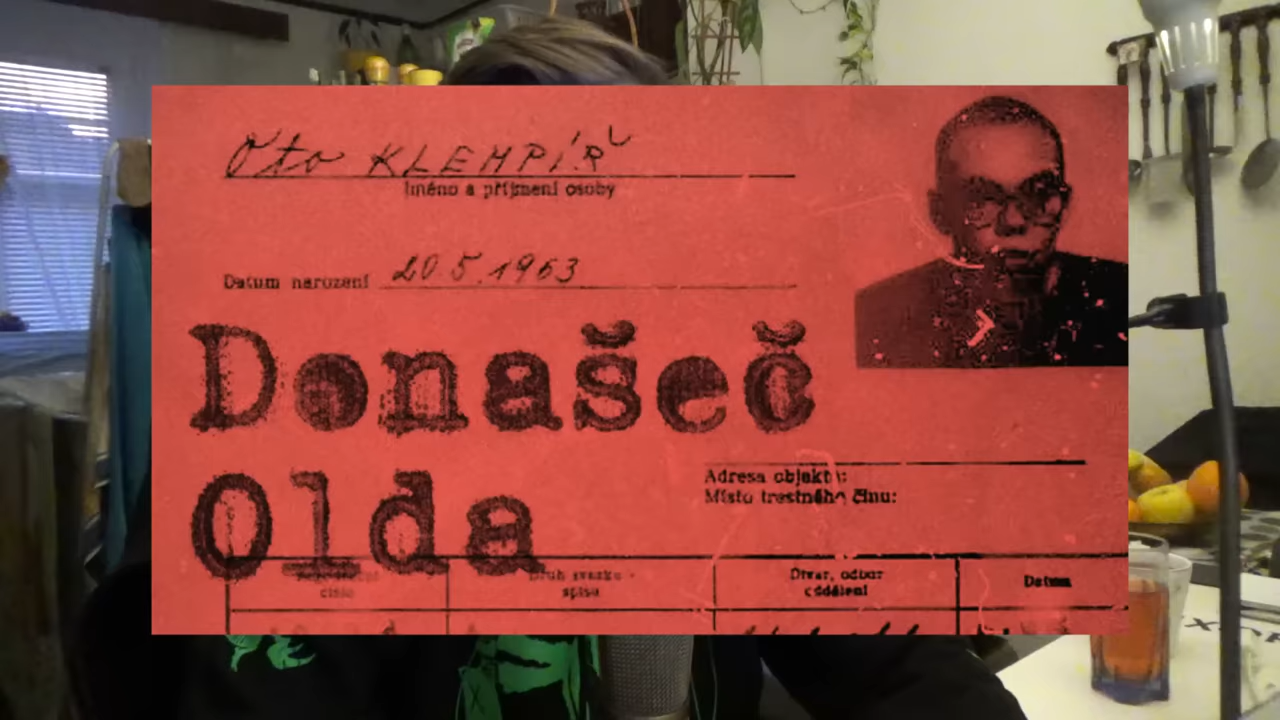 Oto KLEMPÍŘ
Jméno a příjmení osoby
Datum narození 20.5.1963
Donašeč
Olda
Adresa objektu:
Místo trestného činu:
číslo
Druh svazku -
spisu
Útvar, odbor
oddělení
Datum